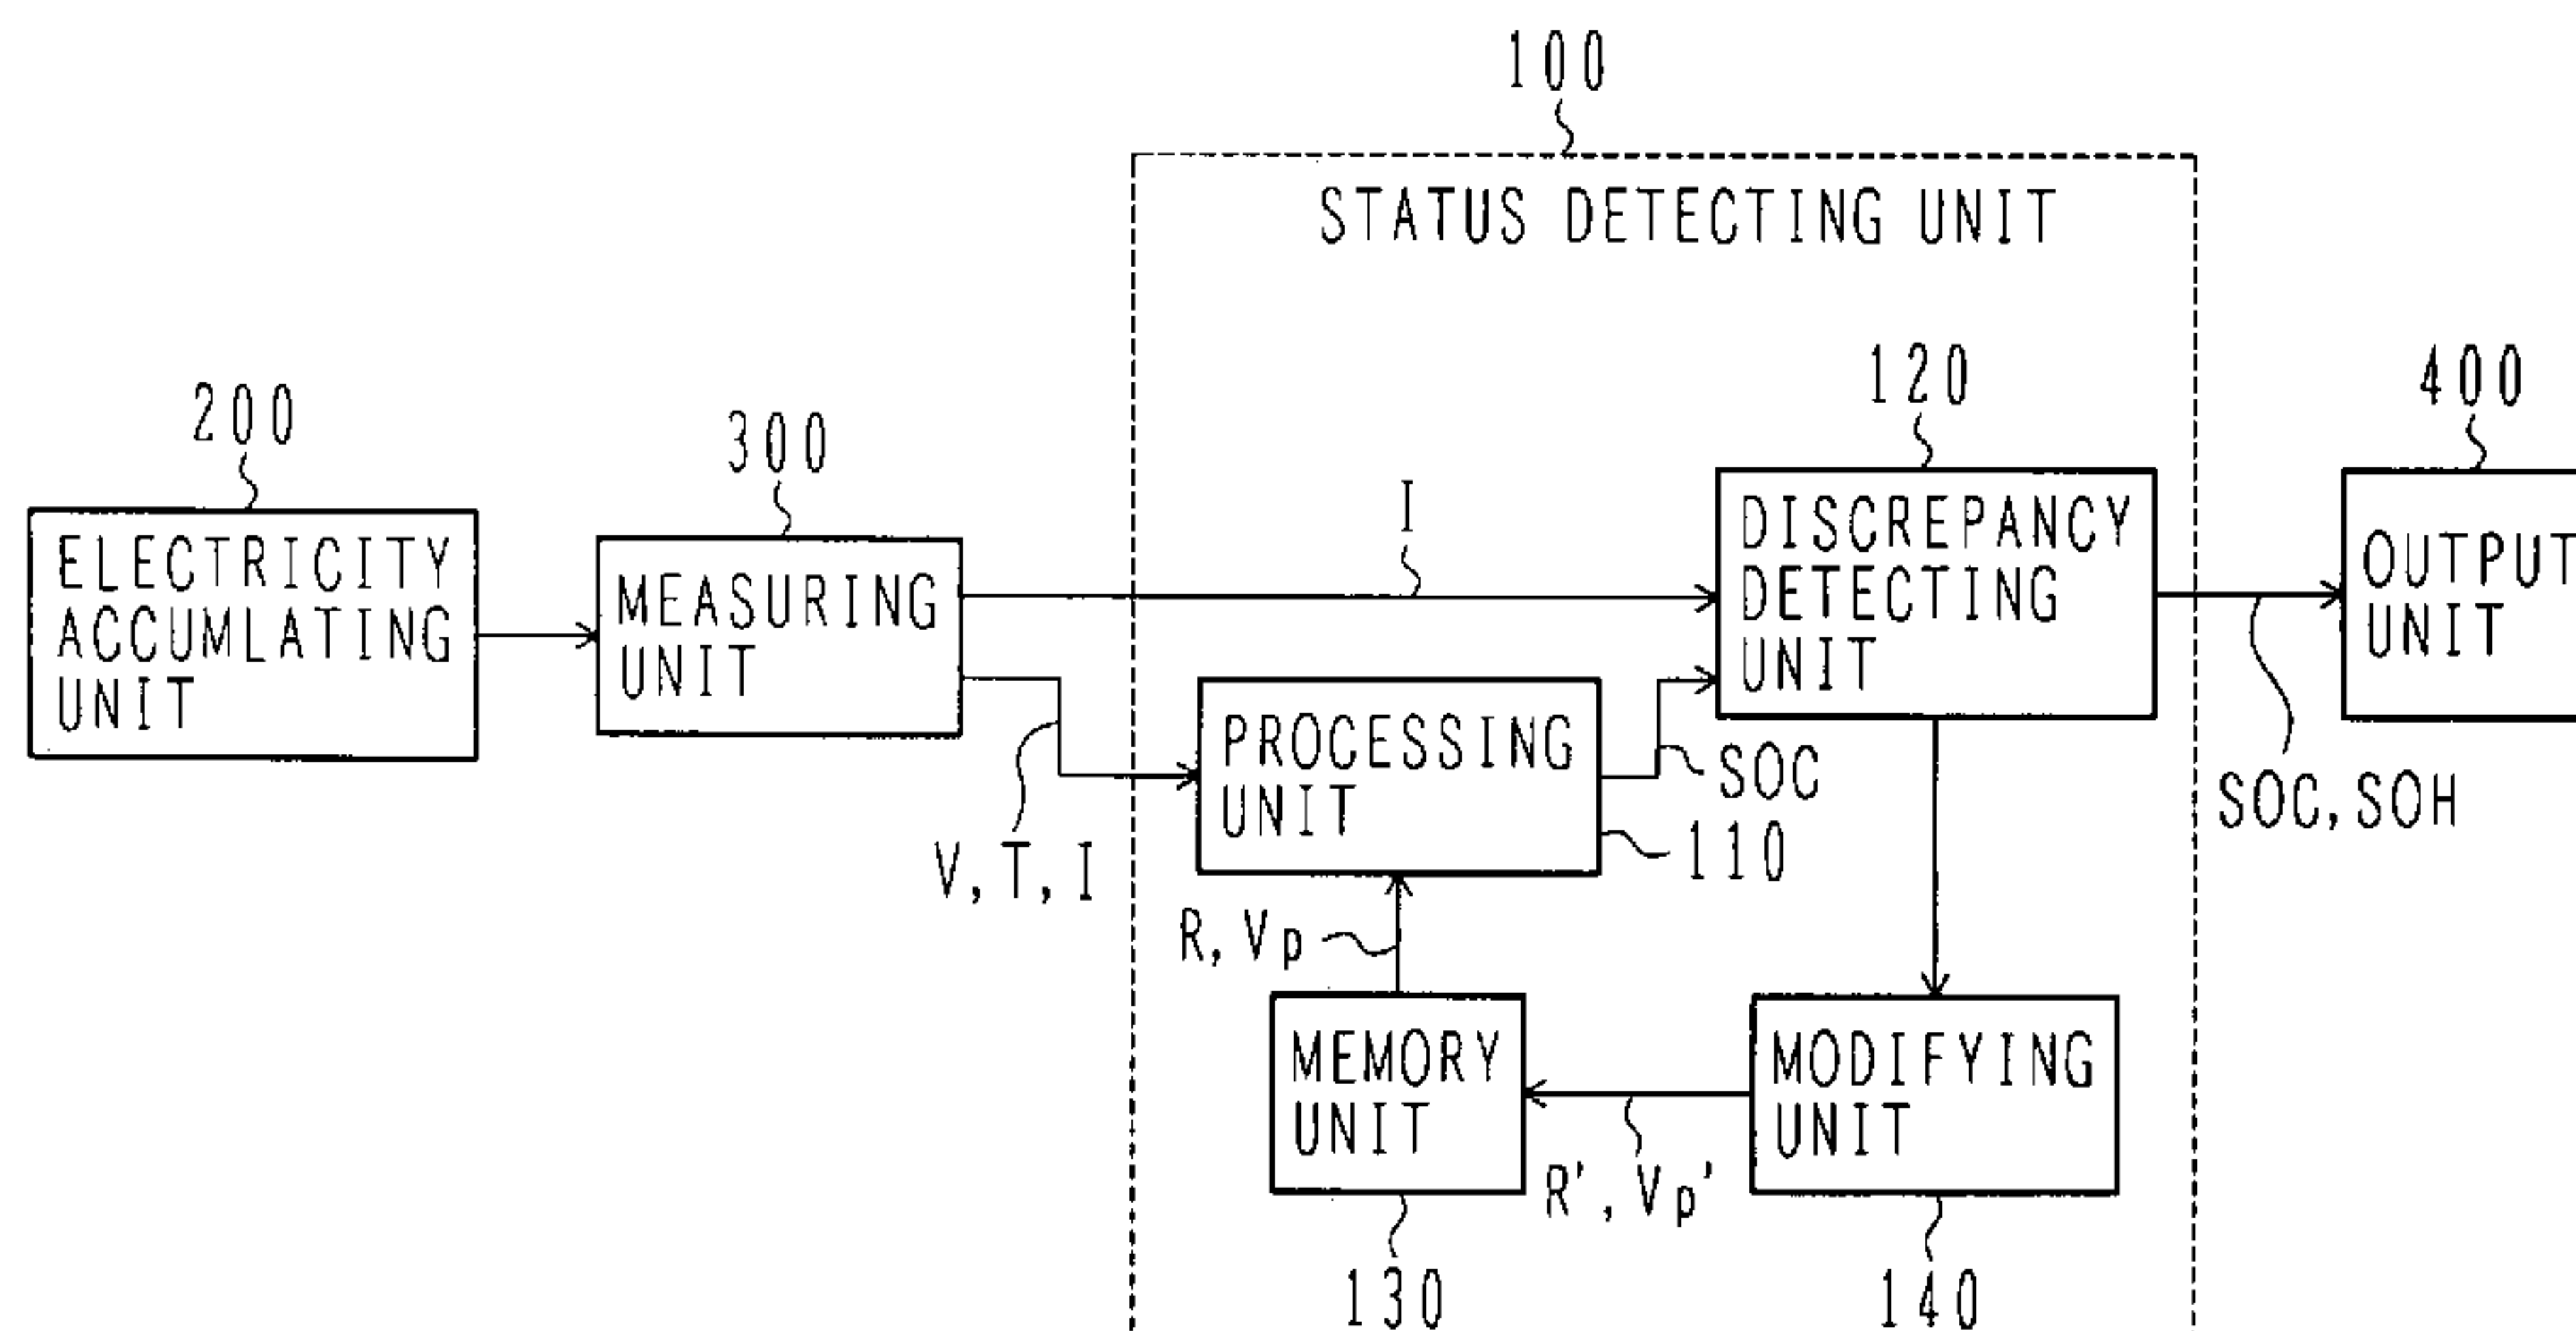 100
STATUS DETECTING UNIT
120
400
200
300
I
ELECTRICITY
ACCUMLATING
UNIT
MEASURING
UNIT
DISCREPANCY
DETECTING
UNIT
OUTPUT
UNIT
PROCESSING
UNIT
SOC
110
SOC, SOH
V, T, I
R, Vp
MEMORY
UNIT
MODIFYING
UNIT
R', Vp'
130
140